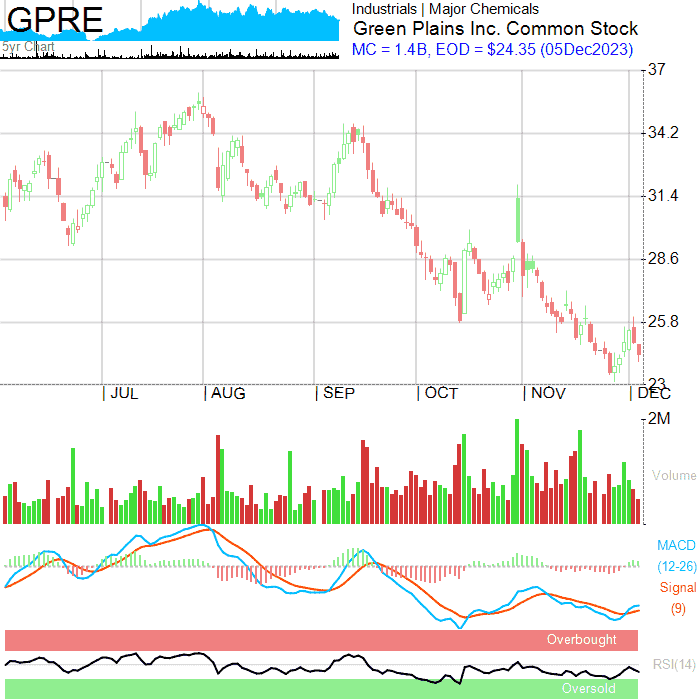 GPRE
5yr Chart
Industrials | Major Chemicals
Green Plains Inc. Common Stock
MC = 1.4B, EOD = $24.35 (05Dec2023)
37
34.2
31.4
28.6
25.8
23
| JUL | AUG | SEP | OCT | NOV | DEC
2M
Volume
MACD
(12-26)
Signal
(9)
Overbought
RSI(14)
Oversold